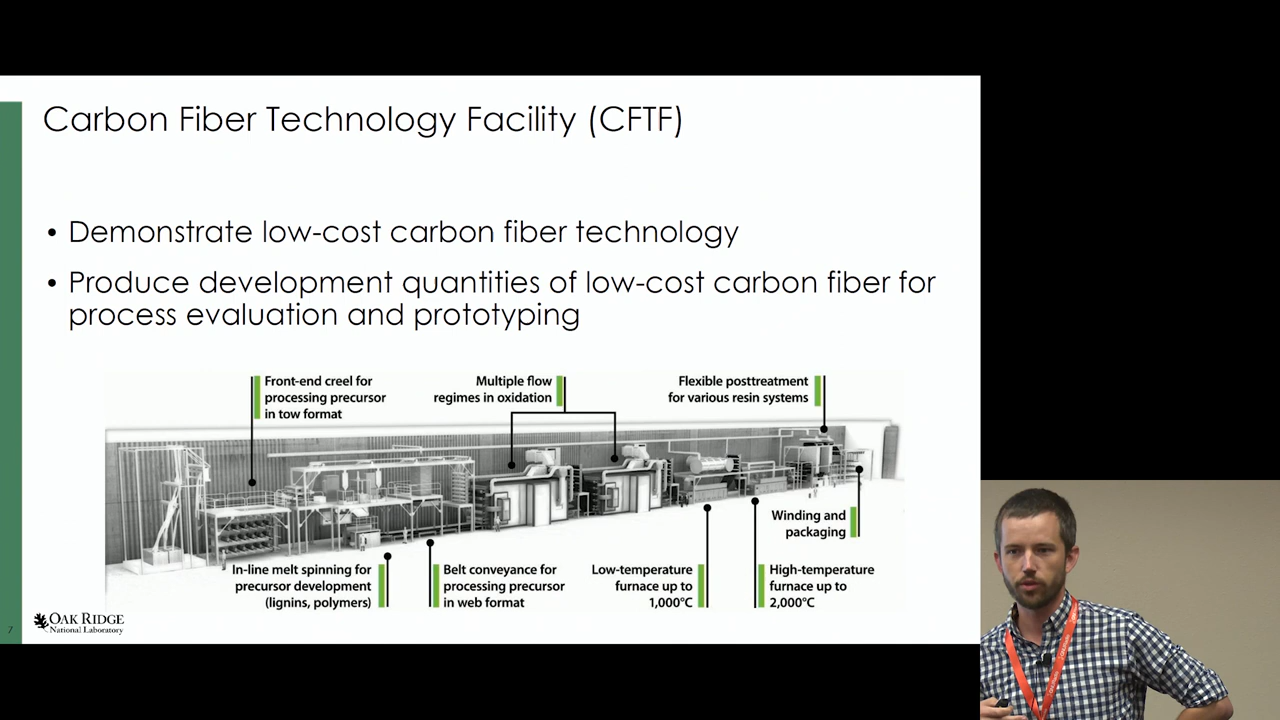 Carbon Fiber Technology Facility (CFTF)
• Demonstrate low-cost carbon fiber technology
• Produce development quantities of low-cost carbon fiber for
process evaluation and prototyping
Front-end creel for
processing precursor
in tow format
Multiple flow
regimes in oxidation
Flexible posttreatment
for various resin systems
Winding and
packaging
In-line melt spinning for
precursor development
(lignins, polymers)
Belt conveyance for
processing precursor
in web format
Low-temperature
furnace up to
1,000°C
High-temperature
furnace up to
2,000°C
OAK RIDGE
National Laboratory
7